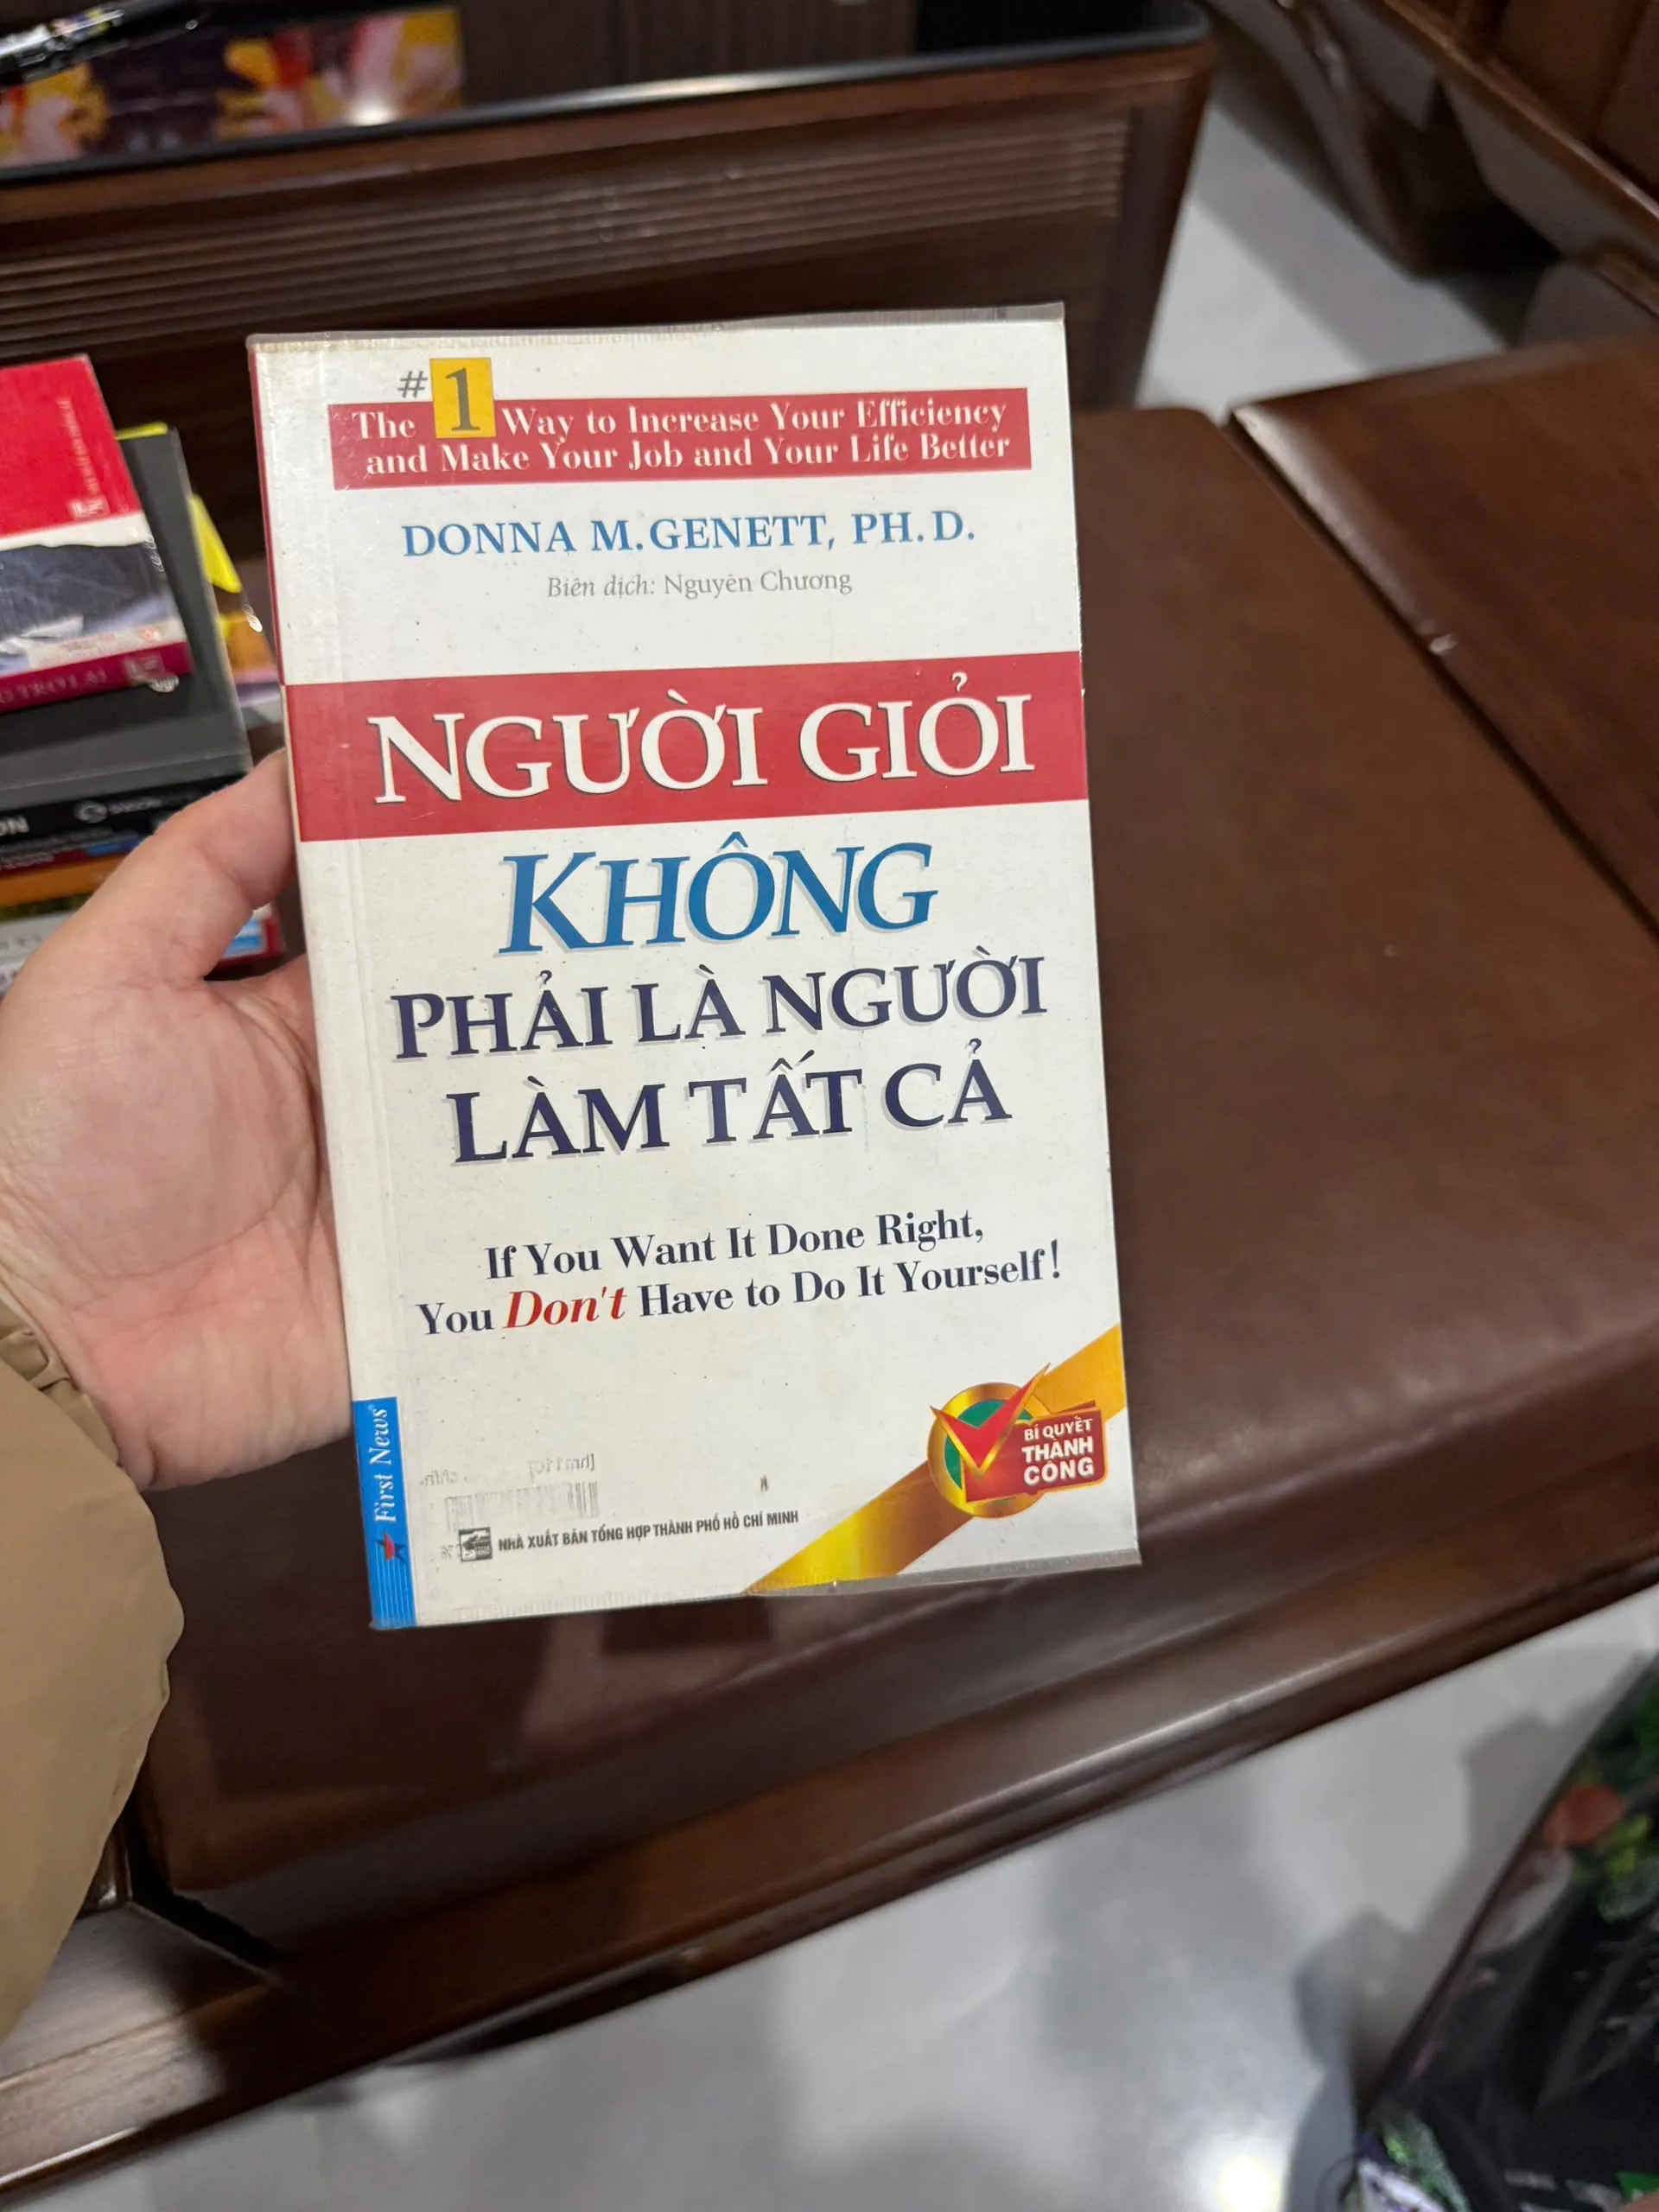 The #1 Way to Increase Your Efficiency
and Make Your Job and Your Life Better
DONNA M. GENETT, PH.D.
Biên dịch: Nguyên Chương
NGƯỜI GIỎI
KHÔNG
PHẢI LÀ NGƯỜI
LÀM TẤT CẢ
If You Want It Done Right,
You Don't Have to Do It Yourself!
BÍ QUYẾT
THÀNH
CÔNG
First News
NHÀ XUẤT BẢN TỔNG HỢP THÀNH PHỐ HỒ CHÍ MINH
TRỞ LẠI